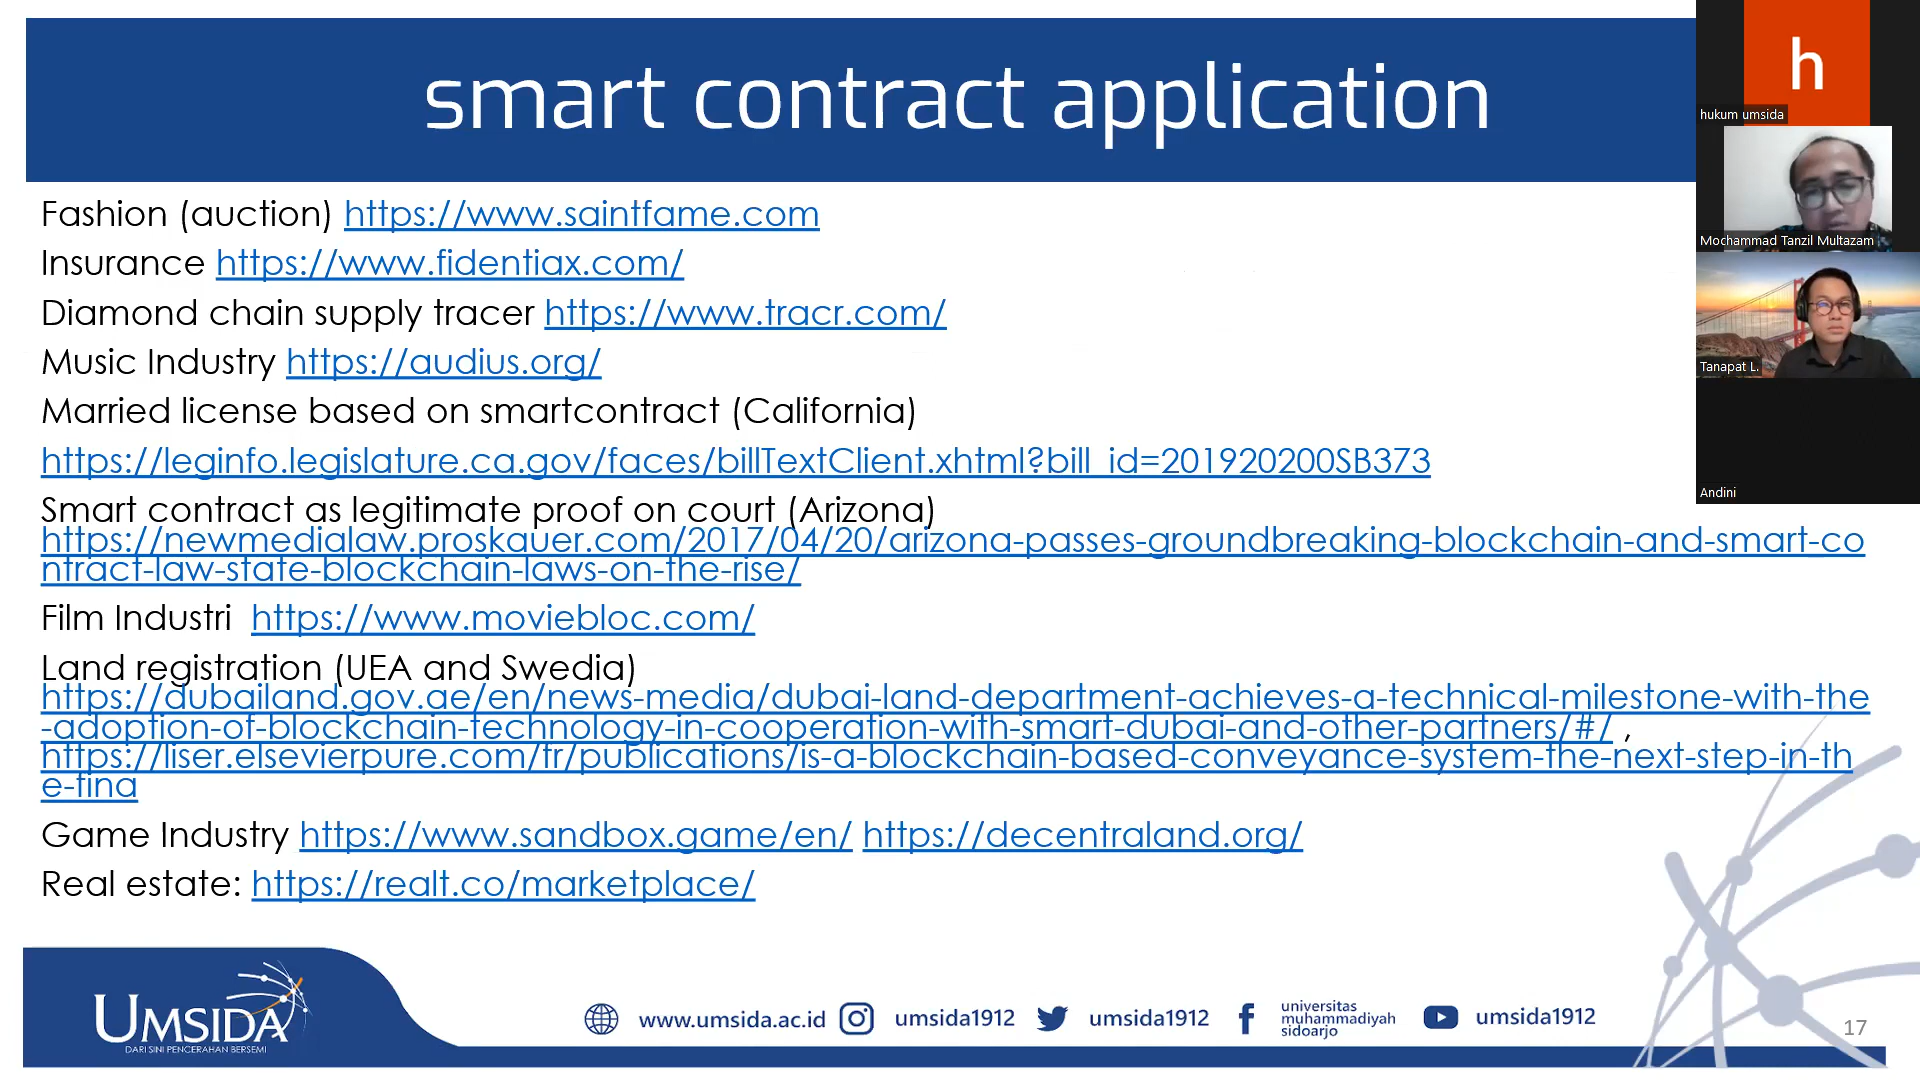 smart contract application
Fashion (auction) https://www.saintfame.com
Insurance https://www.fidentiax.com/
Diamond chain supply tracer https://www.tracr.com/
Music Industry https://audius.org/
Married license based on smartcontract (California)
https://leginfo.legislature.ca.gov/faces/billTextClient.xhtml?bill_id=201920200SB373
Smart contract as legitimate proof on court (Arizona)
https://newmedialaw.proskauer.com/2017/04/20/arizona-passes-groundbreaking-blockchain-and-smart-co
ntract-law-state-blockchain-laws-on-the-rise/
Film Industri https://www.moviebloc.com/
Land registration (UEA and Swedia)
https://dubailand.gov.ae/en/news-media/dubai-land-department-achieves-a-technical-milestone-with-the
-adoption-of-blockchain-technology-in-cooperation-with-smart-dubai-and-other-partners/#/ ,
https://liser.elsevierpure.com/fr/publications/is-a-blockchain-based-conveyance-system-the-next-step-in-th
e-fina
Game Industry https://www.sandbox.game/en/ https://decentraland.org/
Real estate: https://realt.co/marketplace/
h
hukum umsida
Mochammad Tanzil Multazam
Tanapat L.
Andini
UMSIDA
DARI SINI PENCERAHAN BERSEMI
www.umsida.ac.id
umsida1912
umsida1912
universitas
muhammadiyah
sidoarjo
umsida1912
17